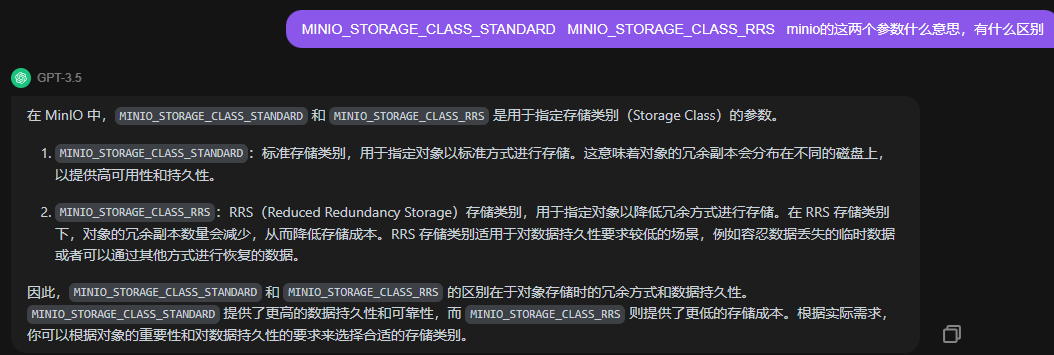 MINIO_STORAGE_CLASS_STANDARD MINIO_STORAGE_CLASS_RRS minio的这两个参数什么意思，有什么区别
GPT-3.5
在 MinIO 中， MINIO_STORAGE_CLASS_STANDARD 和 MINIO_STORAGE_CLASS_RRS 是用于指定存储类别（Storage Class）的参数。
1. MINIO_STORAGE_CLASS_STANDARD ：标准存储类别，用于指定对象以标准方式进行存储。这意味着对象的冗余副本会分布在不同的磁盘上，
以提供高可用性和持久性。
2. MINIO_STORAGE_CLASS_RRS ：RRS（Reduced Redundancy Storage）存储类别，用于指定对象以降低冗余方式进行存储。在 RRS 存储类别
下，对象的冗余副本数量会减少，从而降低存储成本。RRS 存储类别适用于对数据持久性要求较低的场景，例如容忍数据丢失的临时数据
或者可以通过其他方式进行恢复的数据。
因此， MINIO_STORAGE_CLASS_STANDARD 和 MINIO_STORAGE_CLASS_RRS 的区别在于对象存储时的冗余方式和数据持久性。
MINIO_STORAGE_CLASS_STANDARD 提供了更高的数据持久性和可靠性，而 MINIO_STORAGE_CLASS_RRS 则提供了更低的存储成本。根据实际需求，
你可以根据对象的重要性和对数据持久性的要求来选择合适的存储类别。